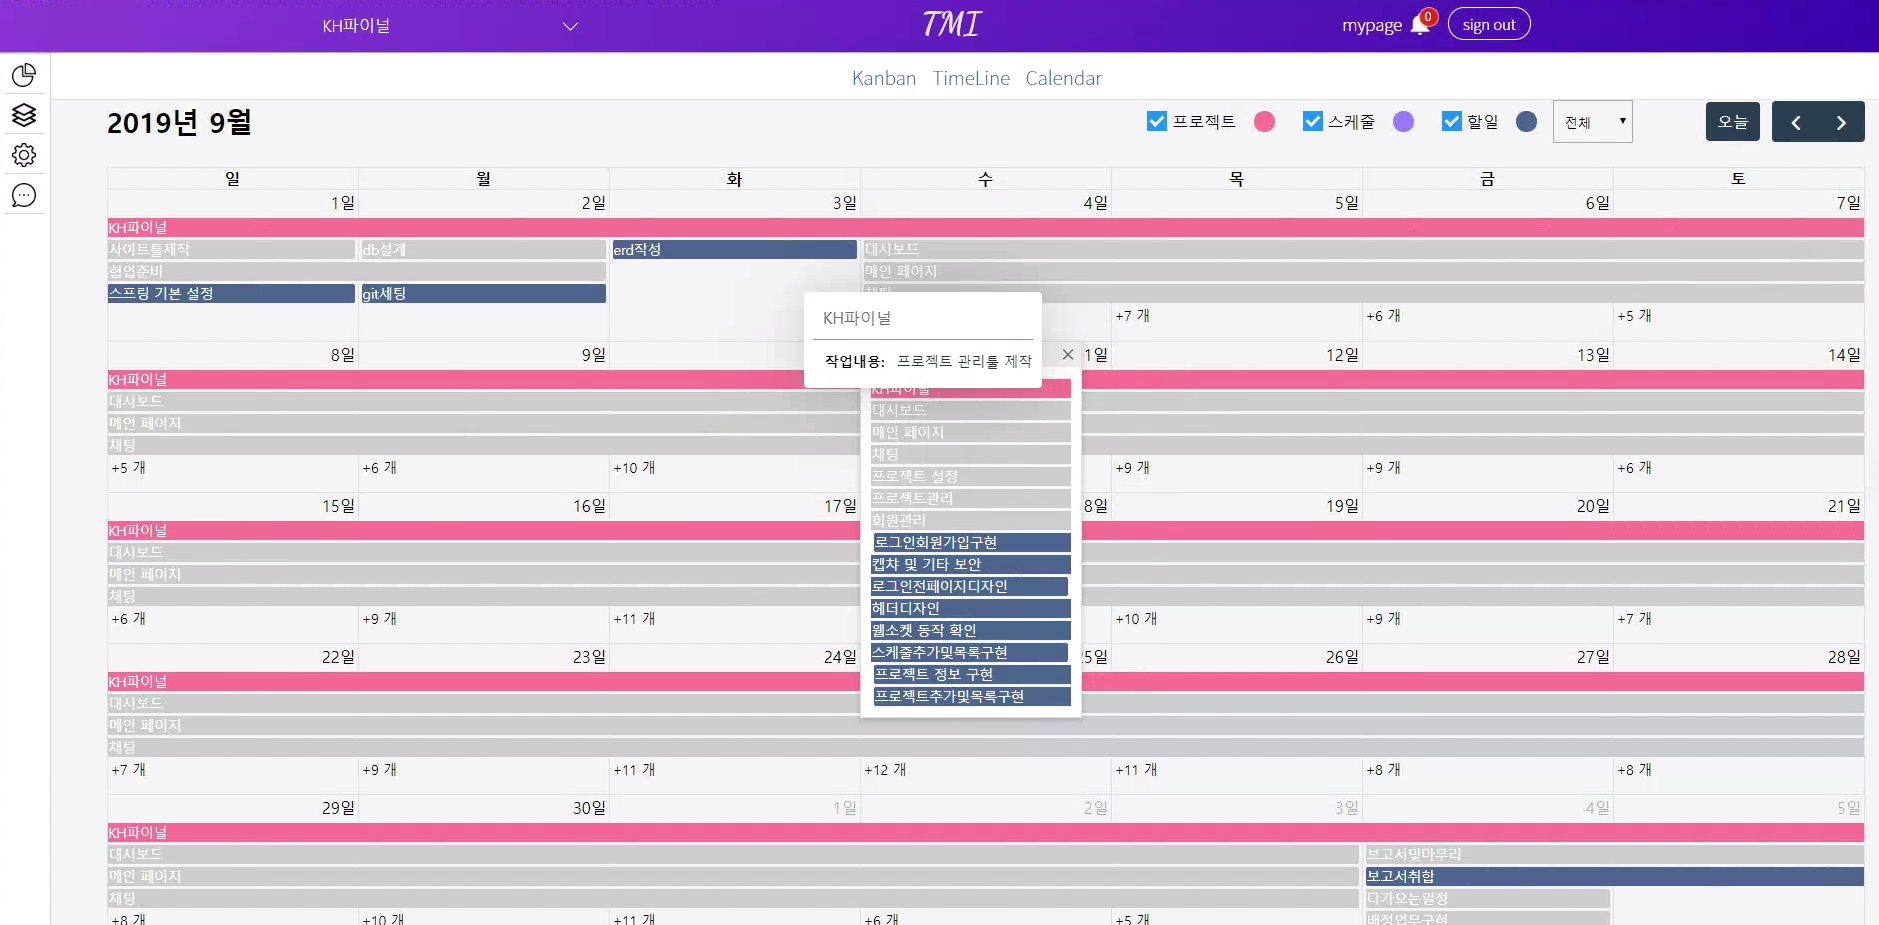 KH파이널
TMI
mypage 0 sign out
Kanban TimeLine Calendar
2019년 9월
프로젝트 스케줄 할일 전체 오늘
일 월 화 수 목 금 토
1일 2일 3일 4일 5일 6일 7일
KH파이널
사이트틀제작 db설계 erd작성 대시보드
협업준비 메인 페이지
스프링 기본 설정 git세팅
+7 개 +6 개 +5 개
KH파이널
작업내용: 프로젝트 관리툴 제작
8일 9일 1일 12일 13일 14일
KH파이널
대시보드
메인 페이지
채팅
+5 개 +6 개 +10 개 +9 개 +9 개 +6 개
KH파이널
대시보드
메인 페이지
채팅
프로젝트 설정
프로젝트관리
회원관리
로그인회원가입구현
캡챠 및 기타 보안
로그인전페이지디자인
헤더디자인
웹소켓 동작 확인
스케줄추가및목록구현
프로젝트 정보 구현
프로젝트추가및목록구현
15일 16일 17일 8일 19일 20일 21일
KH파이널
대시보드
메인 페이지
채팅
+6 개 +9 개 +11 개 +10 개 +9 개 +7 개
22일 23일 24일 5일 26일 27일 28일
KH파이널
대시보드
메인 페이지
채팅
+7 개 +9 개 +11 개 +12 개 +11 개 +8 개 +8 개
29일 30일 1일 2일 3일 4일 5일
KH파이널
대시보드 보고서및마무리
메인 페이지 보고서취합
채팅 다가오는일정
+8 개 +10 개 +11 개 +6 개 +5 개 배정업무구현